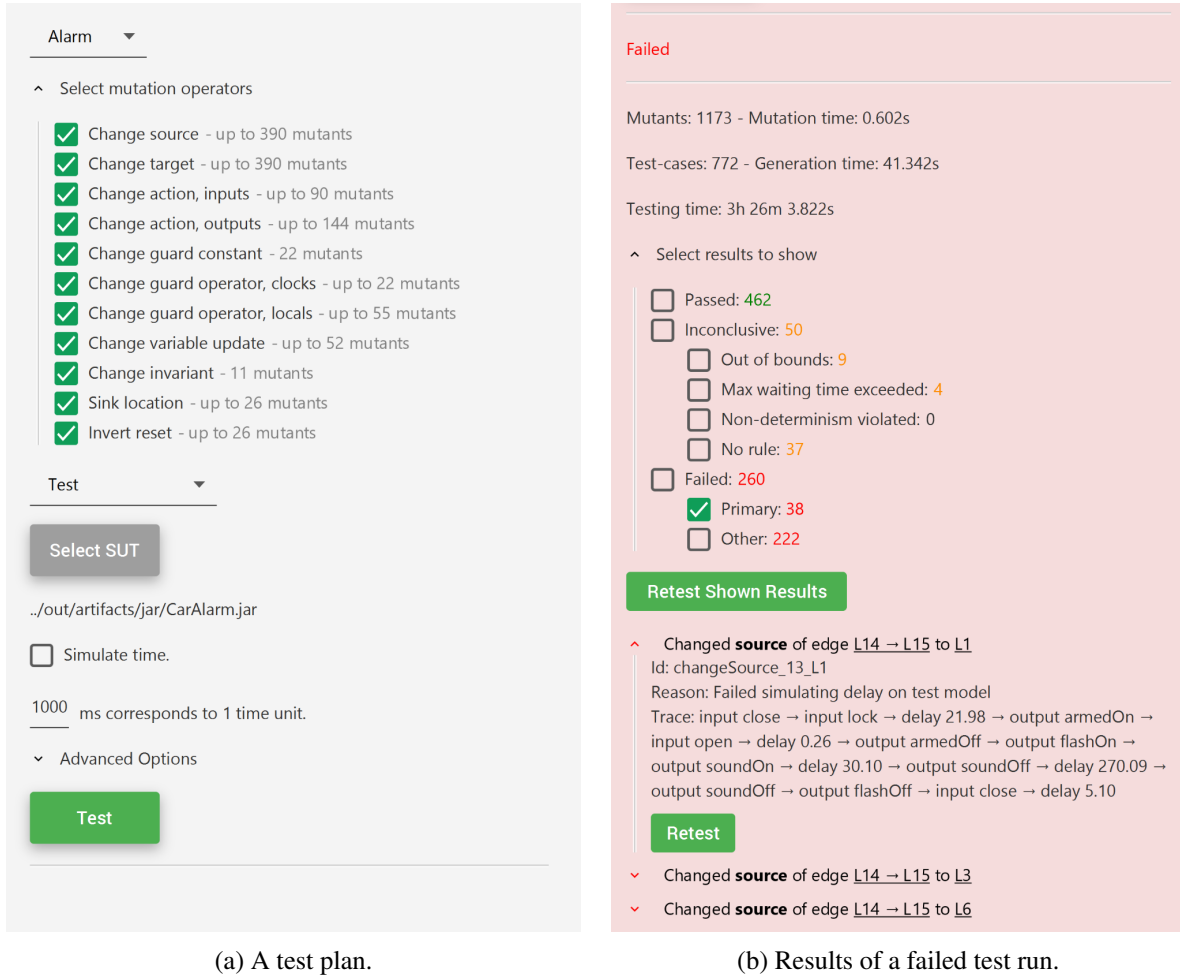 Alarm
Select mutation operators
Change source - up to 390 mutants
Change target - up to 390 mutants
Change action, inputs - up to 90 mutants
Change action, outputs - up to 144 mutants
Change guard constant - 22 mutants
Change guard operator, clocks - up to 22 mutants
Change guard operator, locals - up to 55 mutants
Change variable update - up to 52 mutants
Change invariant - 11 mutants
Sink location - up to 26 mutants
Invert reset - up to 26 mutants
Test
Select SUT
../out/artifacts/jar/CarAlarm.jar
Simulate time.
1000 ms corresponds to 1 time unit.
Advanced Options
Test
(a) A test plan.
Failed
Mutants: 1173 - Mutation time: 0.602s
Test-cases: 772 - Generation time: 41.342s
Testing time: 3h 26m 3.822s
Select results to show
Passed: 462
Inconclusive: 50
Out of bounds: 9
Max waiting time exceeded: 4
Non-determinism violated: 0
No rule: 37
Failed: 260
Primary: 38
Other: 222
Retest Shown Results
Changed source of edge L14 → L15 to L1
Id: changeSource_13_L1
Reason: Failed simulating delay on test model
Trace: input close → input lock → delay 21.98 → output armedOn →
input open → delay 0.26 → output armedOff → output flashOn →
output soundOn → delay 30.10 → output soundOff → delay 270.09 →
output soundOff → output flashOff → input close → delay 5.10
Retest
Changed source of edge L14 → L15 to L3
Changed source of edge L14 → L15 to L6
(b) Results of a failed test run.